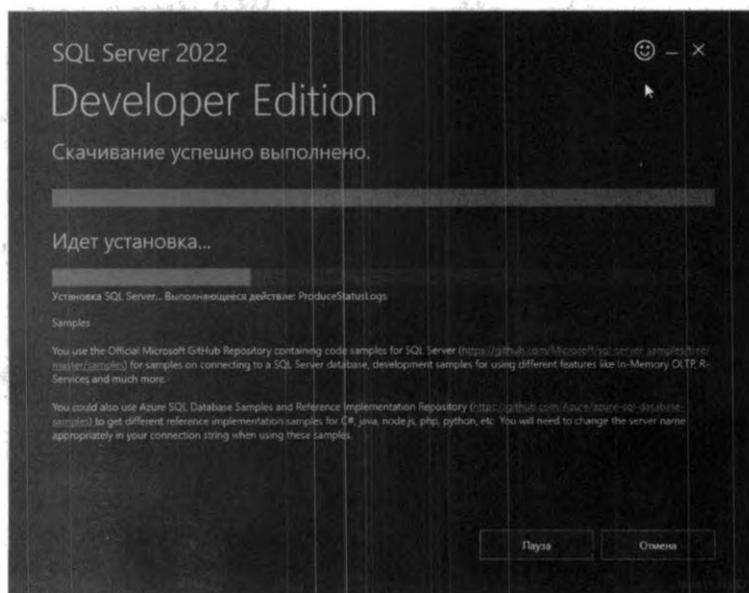 SQL Server 2022
Developer Edition
Скачивание успешно выполнено.
Идет установка...
Установка SQL Server... Выполняющееся действие: ProduceStatusLogs
Samples
You use the Official Microsoft GitHub Repository containing code samples for SQL Server (https://github.com/Microsoft/sql-server-samples/tree/
master/samples) for samples on connecting to a SQL Server database, development samples for using different features like In-Memory OLTP, R-
Services and much more.
You could also use Azure SQL Database Samples and Reference Implementation Repository (https://github.com/Azure/azure-sql-database-
samples) to get different reference implementation samples for C#, java, node.js, php, python, etc. You will need to change the server name
appropriately in your connection string when using these samples.
Пауза
Отмена